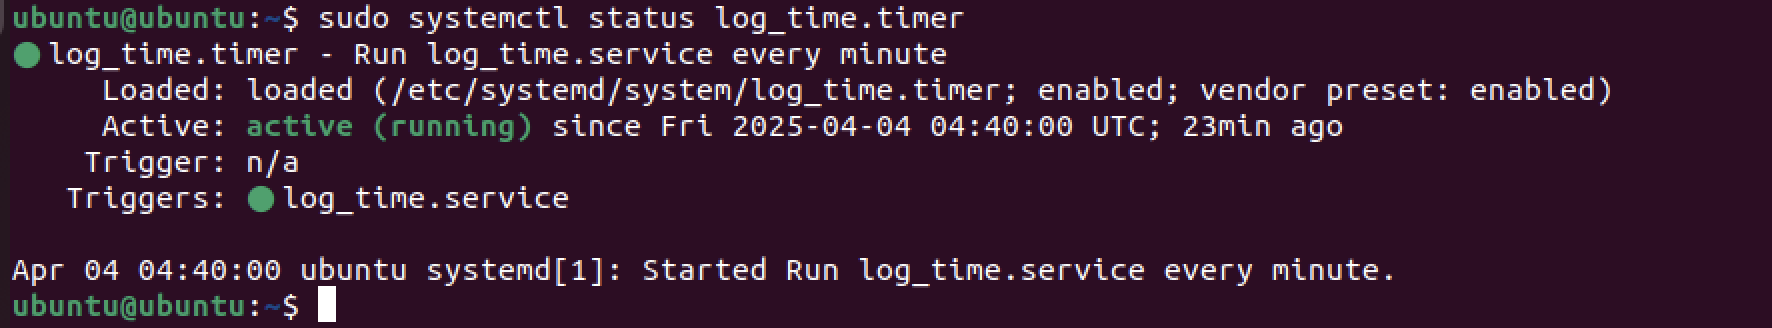 ubuntu@ubuntu:~$ sudo systemctl status log_time.timer
● log_time.timer - Run log_time.service every minute
     Loaded: loaded (/etc/systemd/system/log_time.timer; enabled; vendor preset: enabled)
     Active: active (running) since Fri 2025-04-04 04:40:00 UTC; 23min ago
    Trigger: n/a
   Triggers: ● log_time.service

Apr 04 04:40:00 ubuntu systemd[1]: Started Run log_time.service every minute.
ubuntu@ubuntu:~$